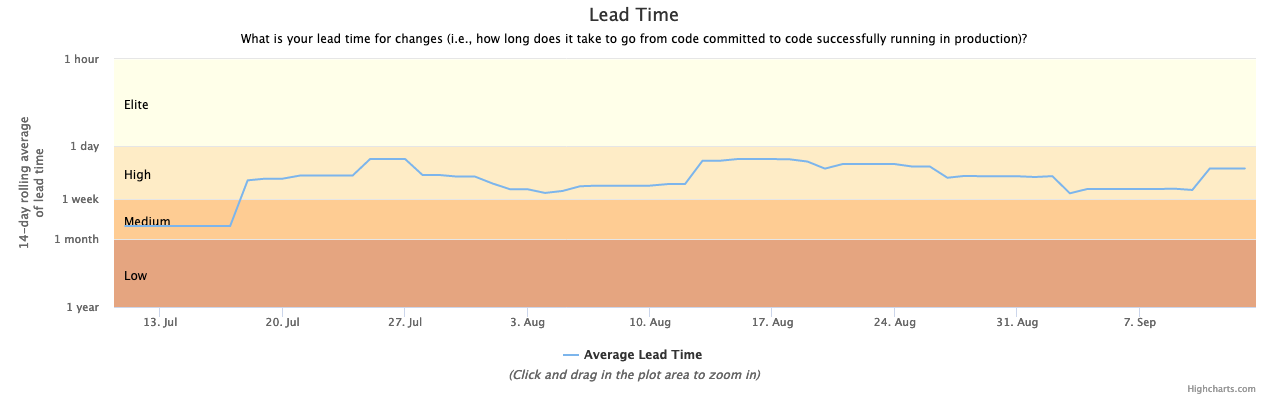 Lead Time
What is your lead time for changes (i.e., how long does it take to go from code committed to code successfully running in production)?
14-day rolling average
of lead time
1 hour
Elite
1 day
High
1 week
Medium
1 month
Low
1 year
13. Jul 20. Jul 27. Jul 3. Aug 10. Aug 17. Aug 24. Aug 31. Aug 7. Sep
Average Lead Time
(Click and drag in the plot area to zoom in)
Highcharts.com